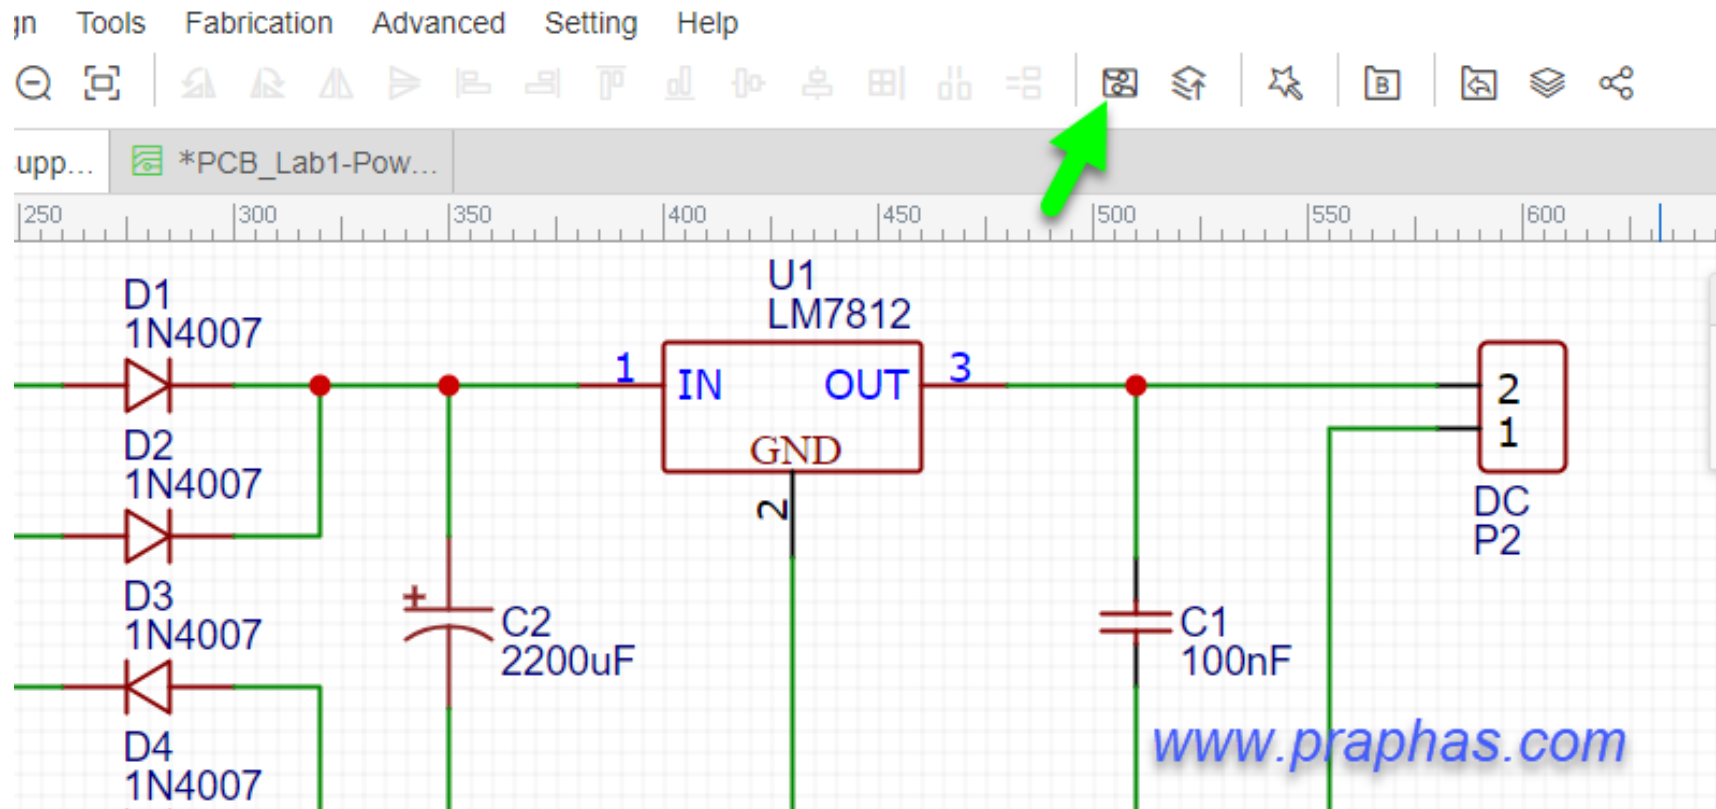 gn Tools Fabrication Advanced Setting Help
B
upp... *PCB_Lab1-Pow...
250 300 350 400 450 500 550 600
U1
LM7812
D1
1N4007
1 IN OUT 3
GND
2
2
1
DC
P2
D2
1N4007
D3
1N4007
+
C2
2200uF
C1
100nF
D4
1N4007
www.praphas.com